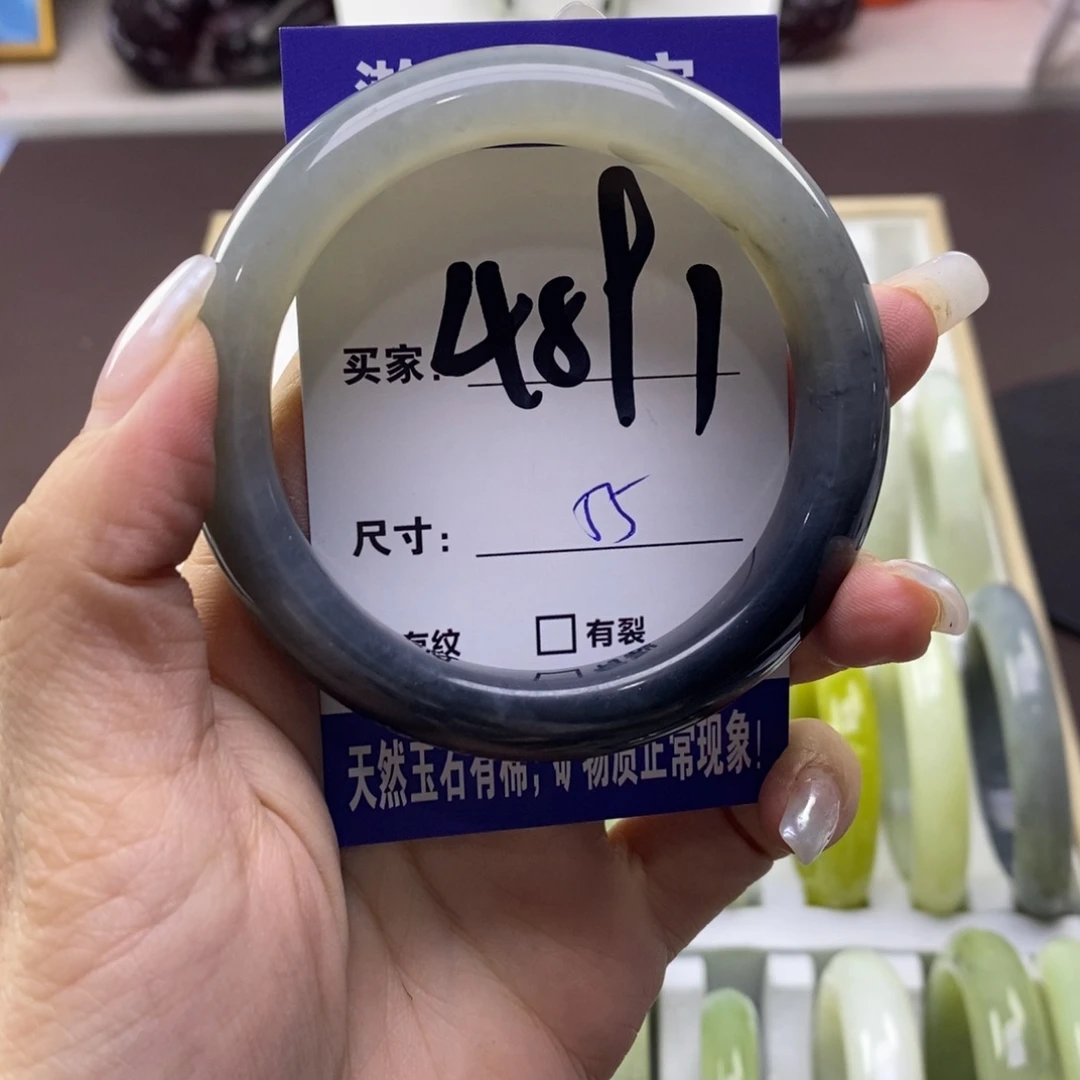 买家: 48P1
尺寸: 55
有纹 □有裂
天然玉石有棉,矿物质正常现象!